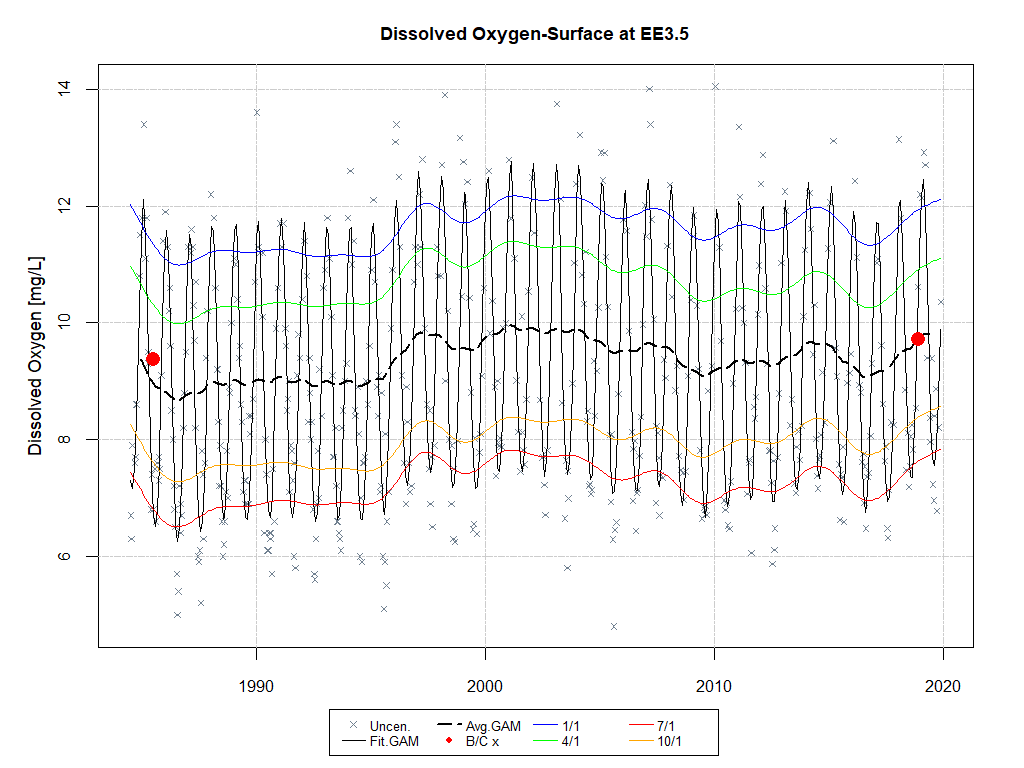 Dissolved Oxygen-Surface at EE3.5
Dissolved Oxygen [mg/L]
14
12
10
8
6
1990 2000 2010 2020
Uncen. Avg.GAM 1/1 7/1
Fit.GAM B/C x 4/1 10/1